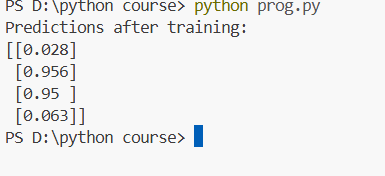 PS D:\python course> python prog.py
Predictions after training:
[[0.028]
 [0.956]
 [0.95 ]
 [0.063]]
PS D:\python course>